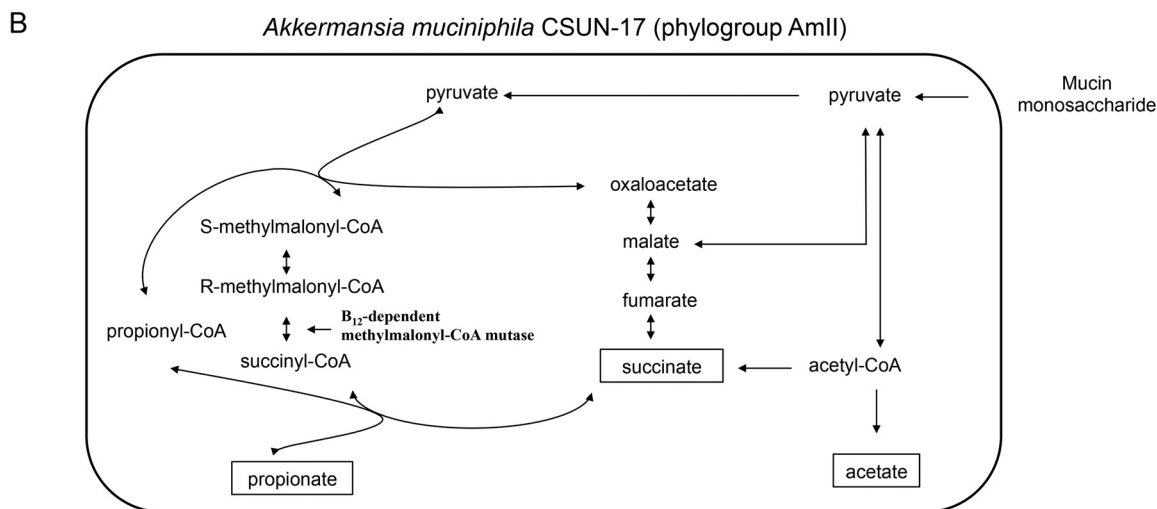 B
Akkermansia muciniphila CSUN-17 (phylogroup AmII)
Mucin
monosaccharide
pyruvate
pyruvate
oxaloacetate
S-methylmalonyl-CoA
malate
R-methylmalonyl-CoA
fumarate
B₁₂-dependent
methylmalonyl-CoA mutase
propionyl-CoA
succinyl-CoA
succinate
acetyl-CoA
propionate
acetate